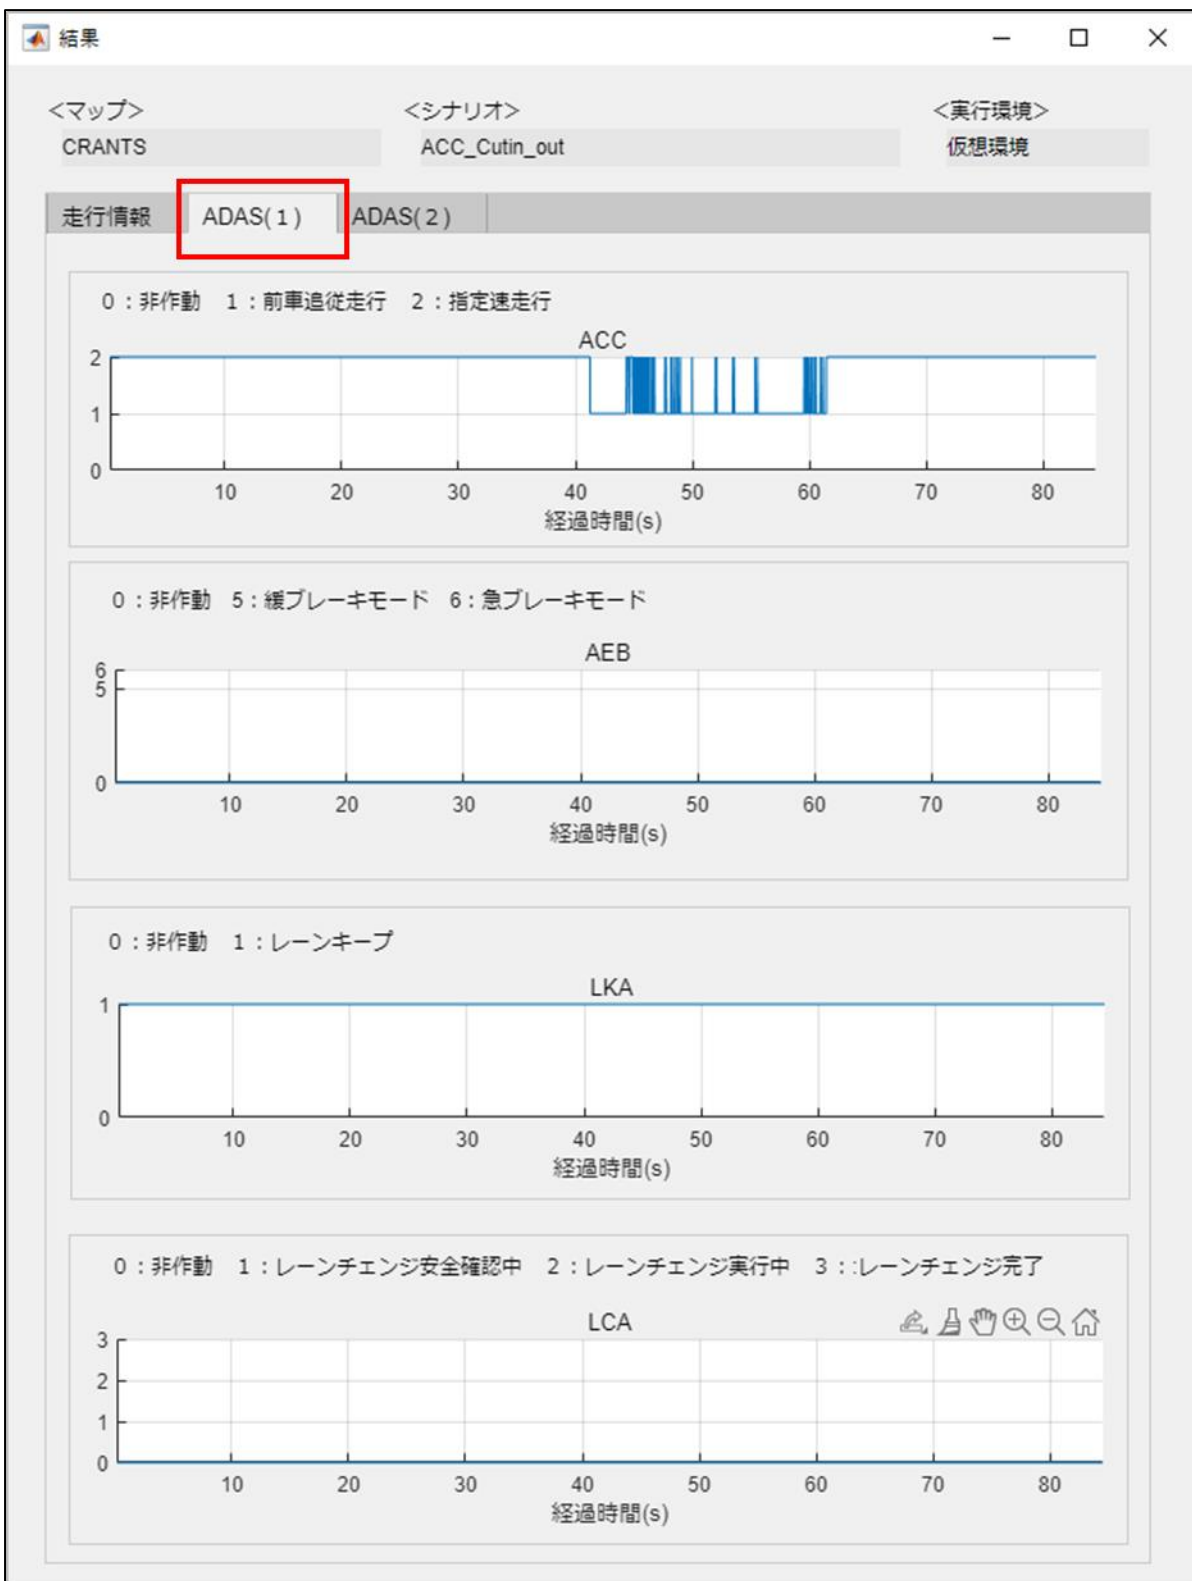 結果
<マップ> <シナリオ> <実行環境>
CRANTS ACC_Cutin_out 仮想環境
走行情報 ADAS(1) ADAS(2)
0：非作動 1：前車追従走行 2：指定速走行
ACC
2
1
0
10 20 30 40 50 60 70 80
経過時間(s)
0：非作動 5：緩ブレーキモード 6：急ブレーキモード
AEB
6
5
0
10 20 30 40 50 60 70 80
経過時間(s)
0：非作動 1：レーンキープ
LKA
1
0
10 20 30 40 50 60 70 80
経過時間(s)
0：非作動 1：レーンチェンジ安全確認中 2：レーンチェンジ実行中 3：:レーンチェンジ完了
LCA
3
2
1
0
10 20 30 40 50 60 70 80
経過時間(s)